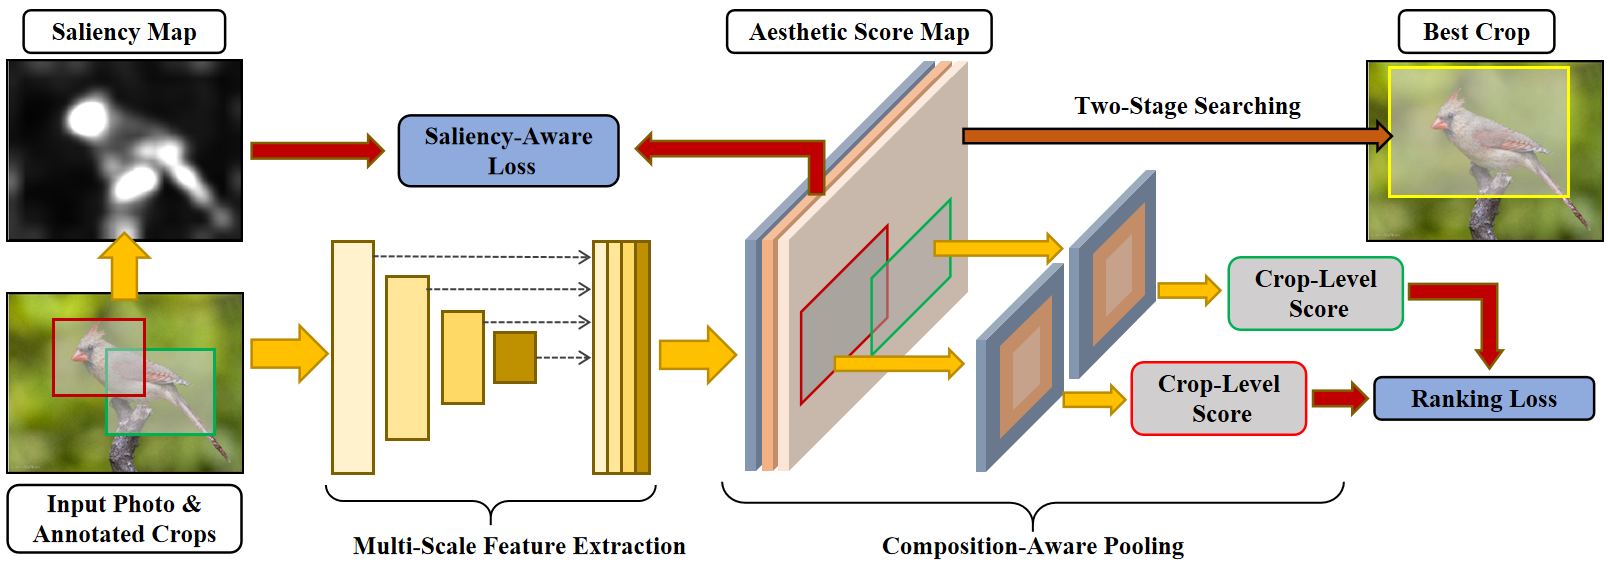 Saliency Map
Aesthetic Score Map
Best Crop
Two-Stage Searching
Saliency-Aware
Loss
Crop-Level
Score
Crop-Level
Score
Ranking Loss
Input Photo &
Annotated Crops
Multi-Scale Feature Extraction
Composition-Aware Pooling